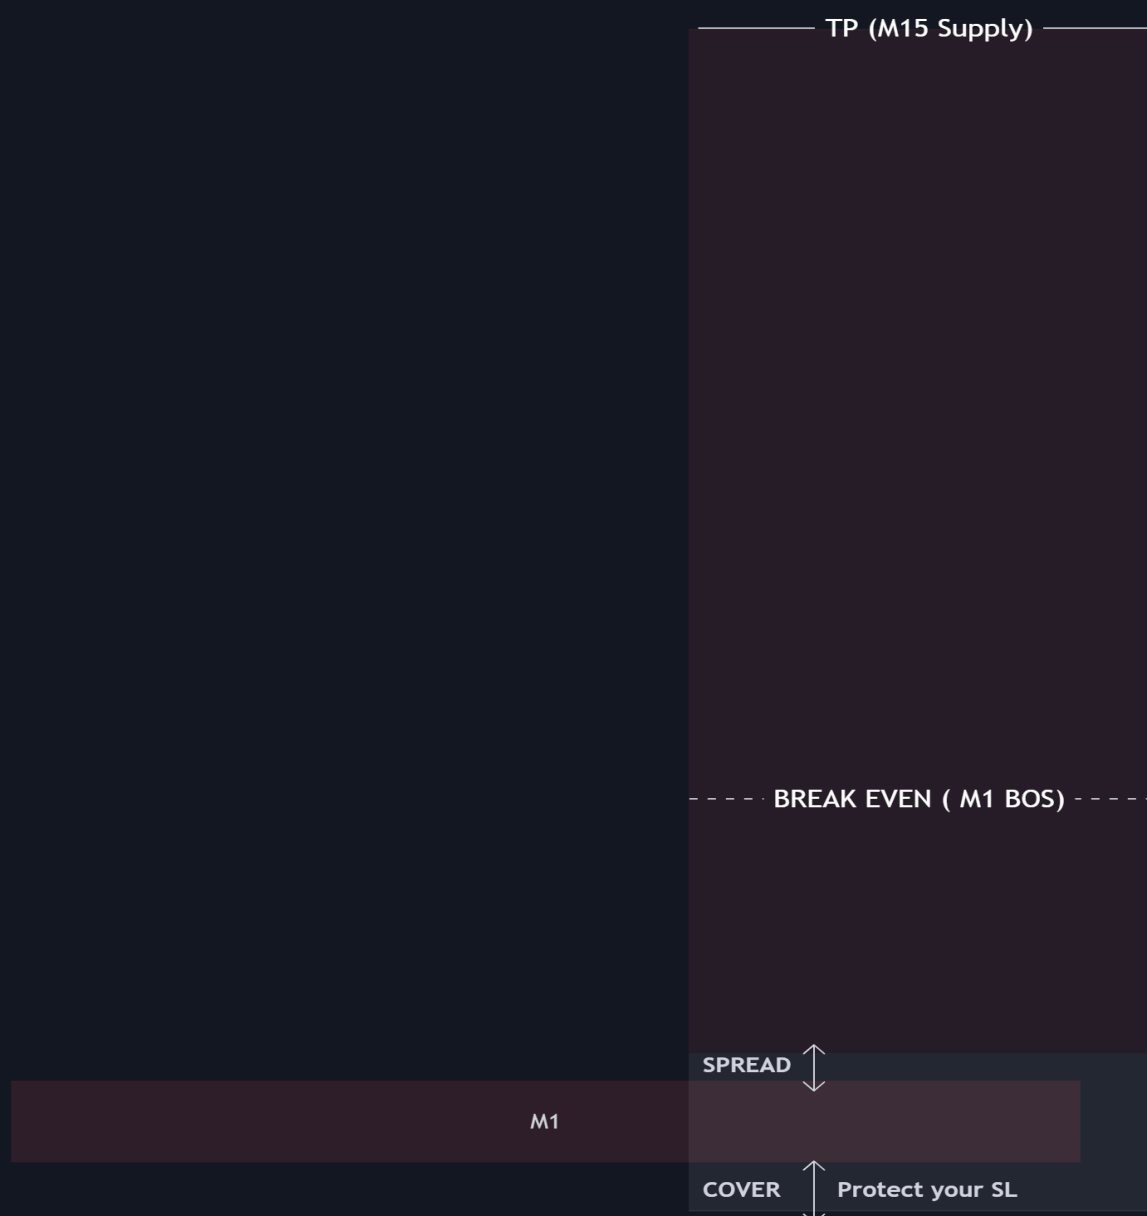 TP (M15 Supply)
BREAK EVEN ( M1 BOS)
SPREAD
M1
COVER
Protect your SL